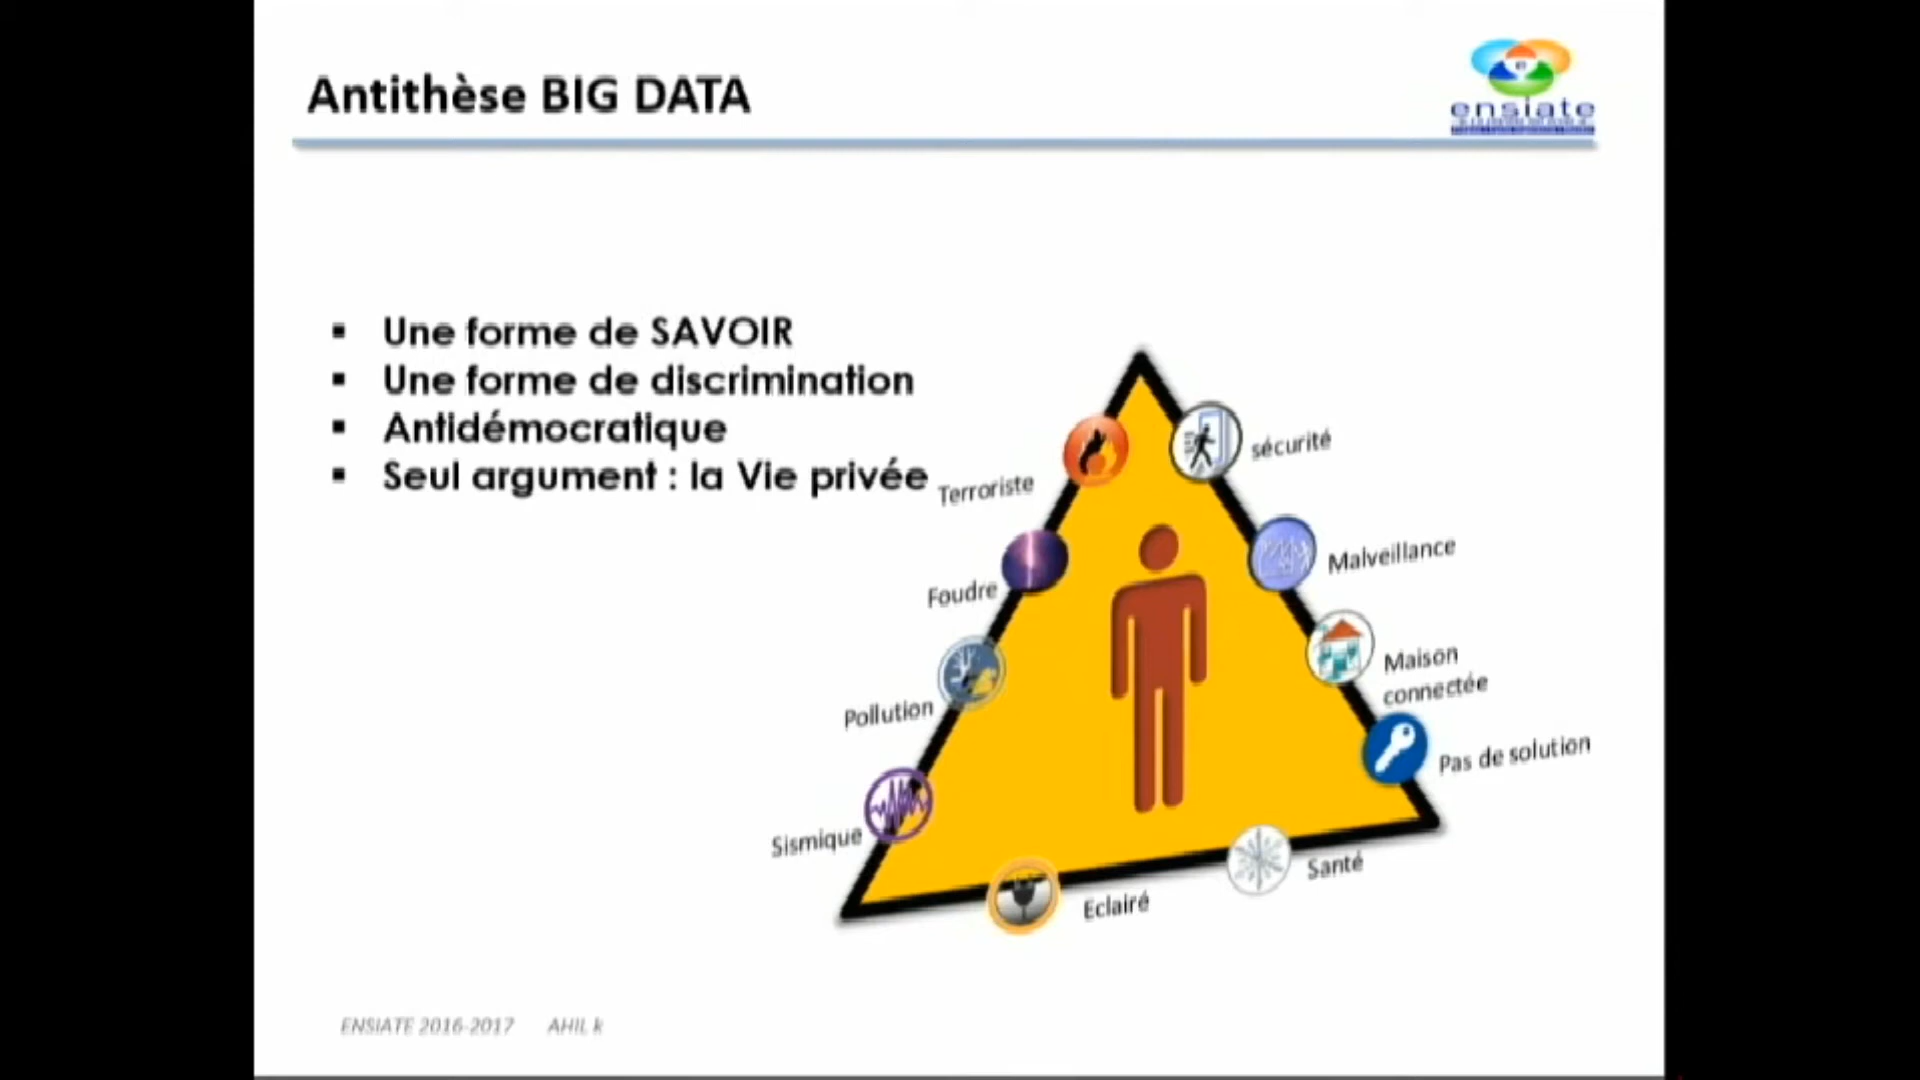 Antithèse BIG DATA
ensiate
▪ Une forme de SAVOIR
▪ Une forme de discrimination
▪ Antidémocratique
▪ Seul argument : la Vie privée
sécurité
Terroriste
Malveillance
Foudre
Maison
connectée
Pollution
Pas de solution
Sismique
Santé
Eclairé
ENSIATE 2016-2017 AHIL k